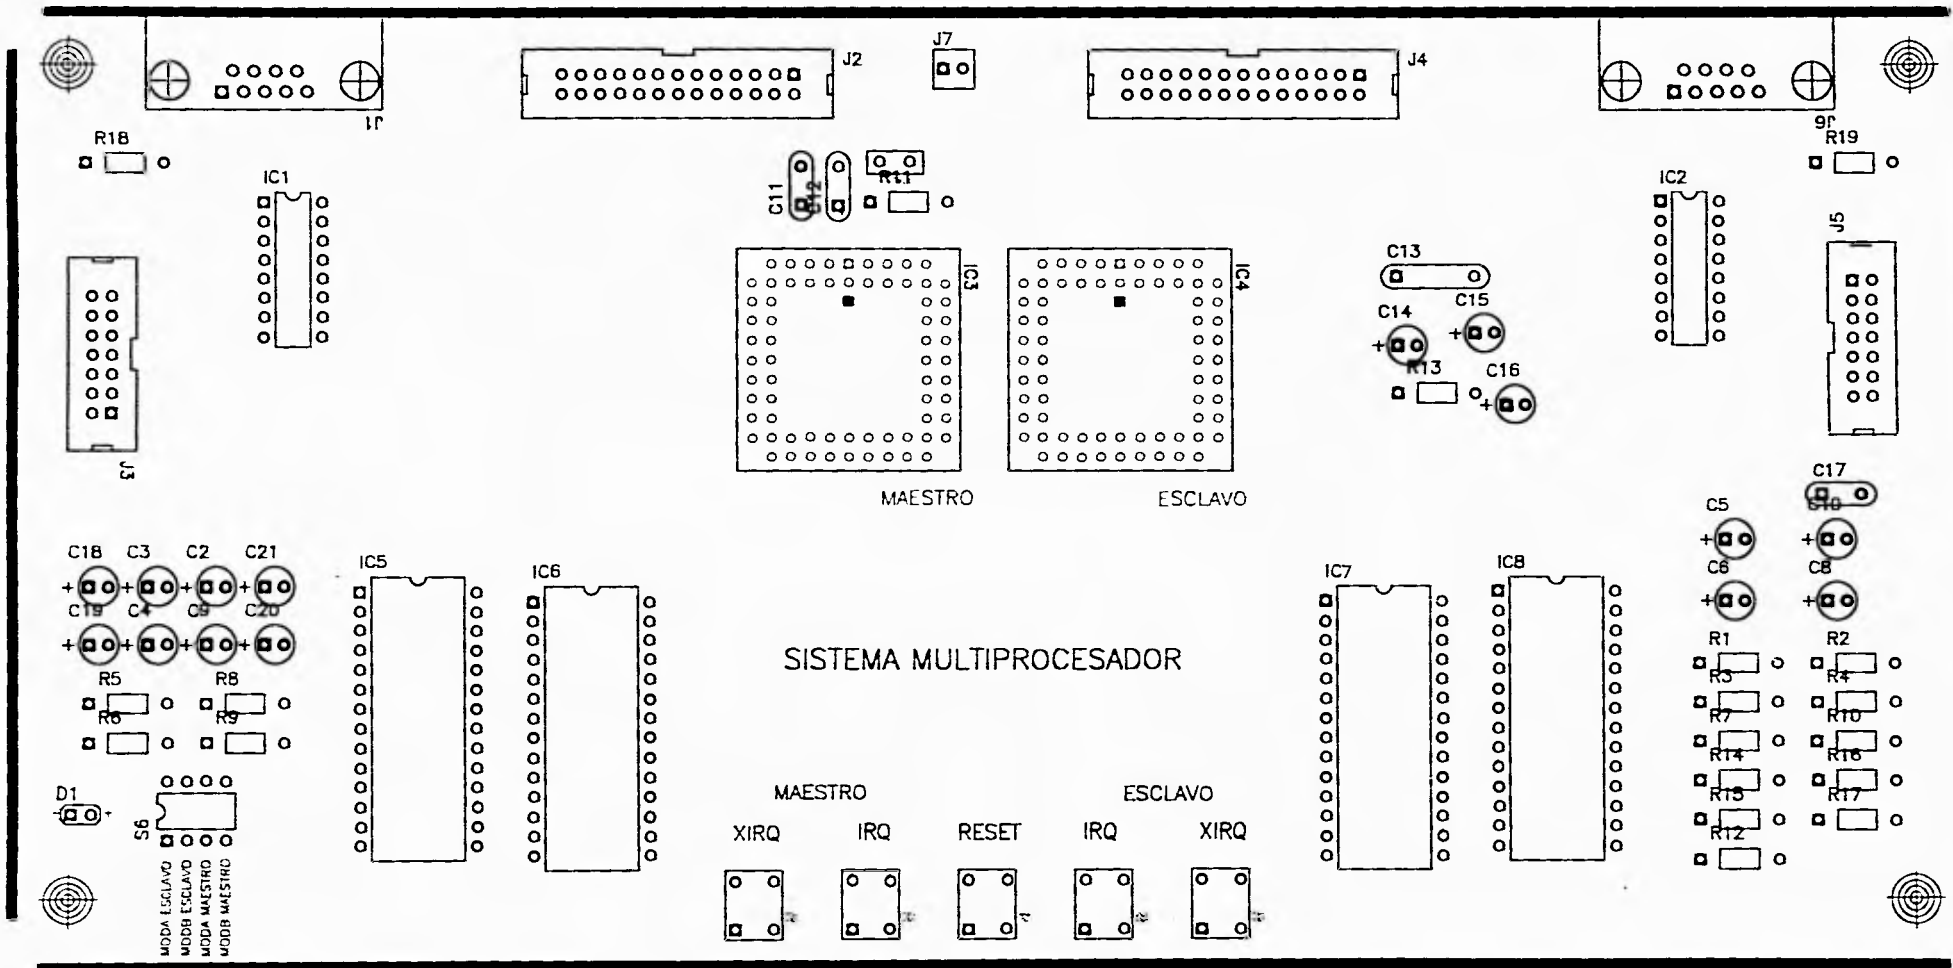 J7
J2
J4
J1
J6
R18
R19
IC1
R11
IC2
C11
C12
J5
IC3
IC4
C13
C15
C14
R13
C16
J3
C17
MAESTRO
ESCLAVO
C5
C10
C18 C3 C2 C21
IC5
IC6
IC7
IC8
C6
C8
C19 C4 C9 C20
R1
R2
SISTEMA MULTIPROCESADOR
R5
R8
R3
R4
R6
R9
R7
R10
R14
R16
D1
S6
MAESTRO
ESCLAVO
R15
R17
XIRQ
IRQ
RESET
IRQ
XIRQ
R12
MODA ESCLAVO
MODB ESCLAVO
MODA MAESTRO
MODB MAESTRO